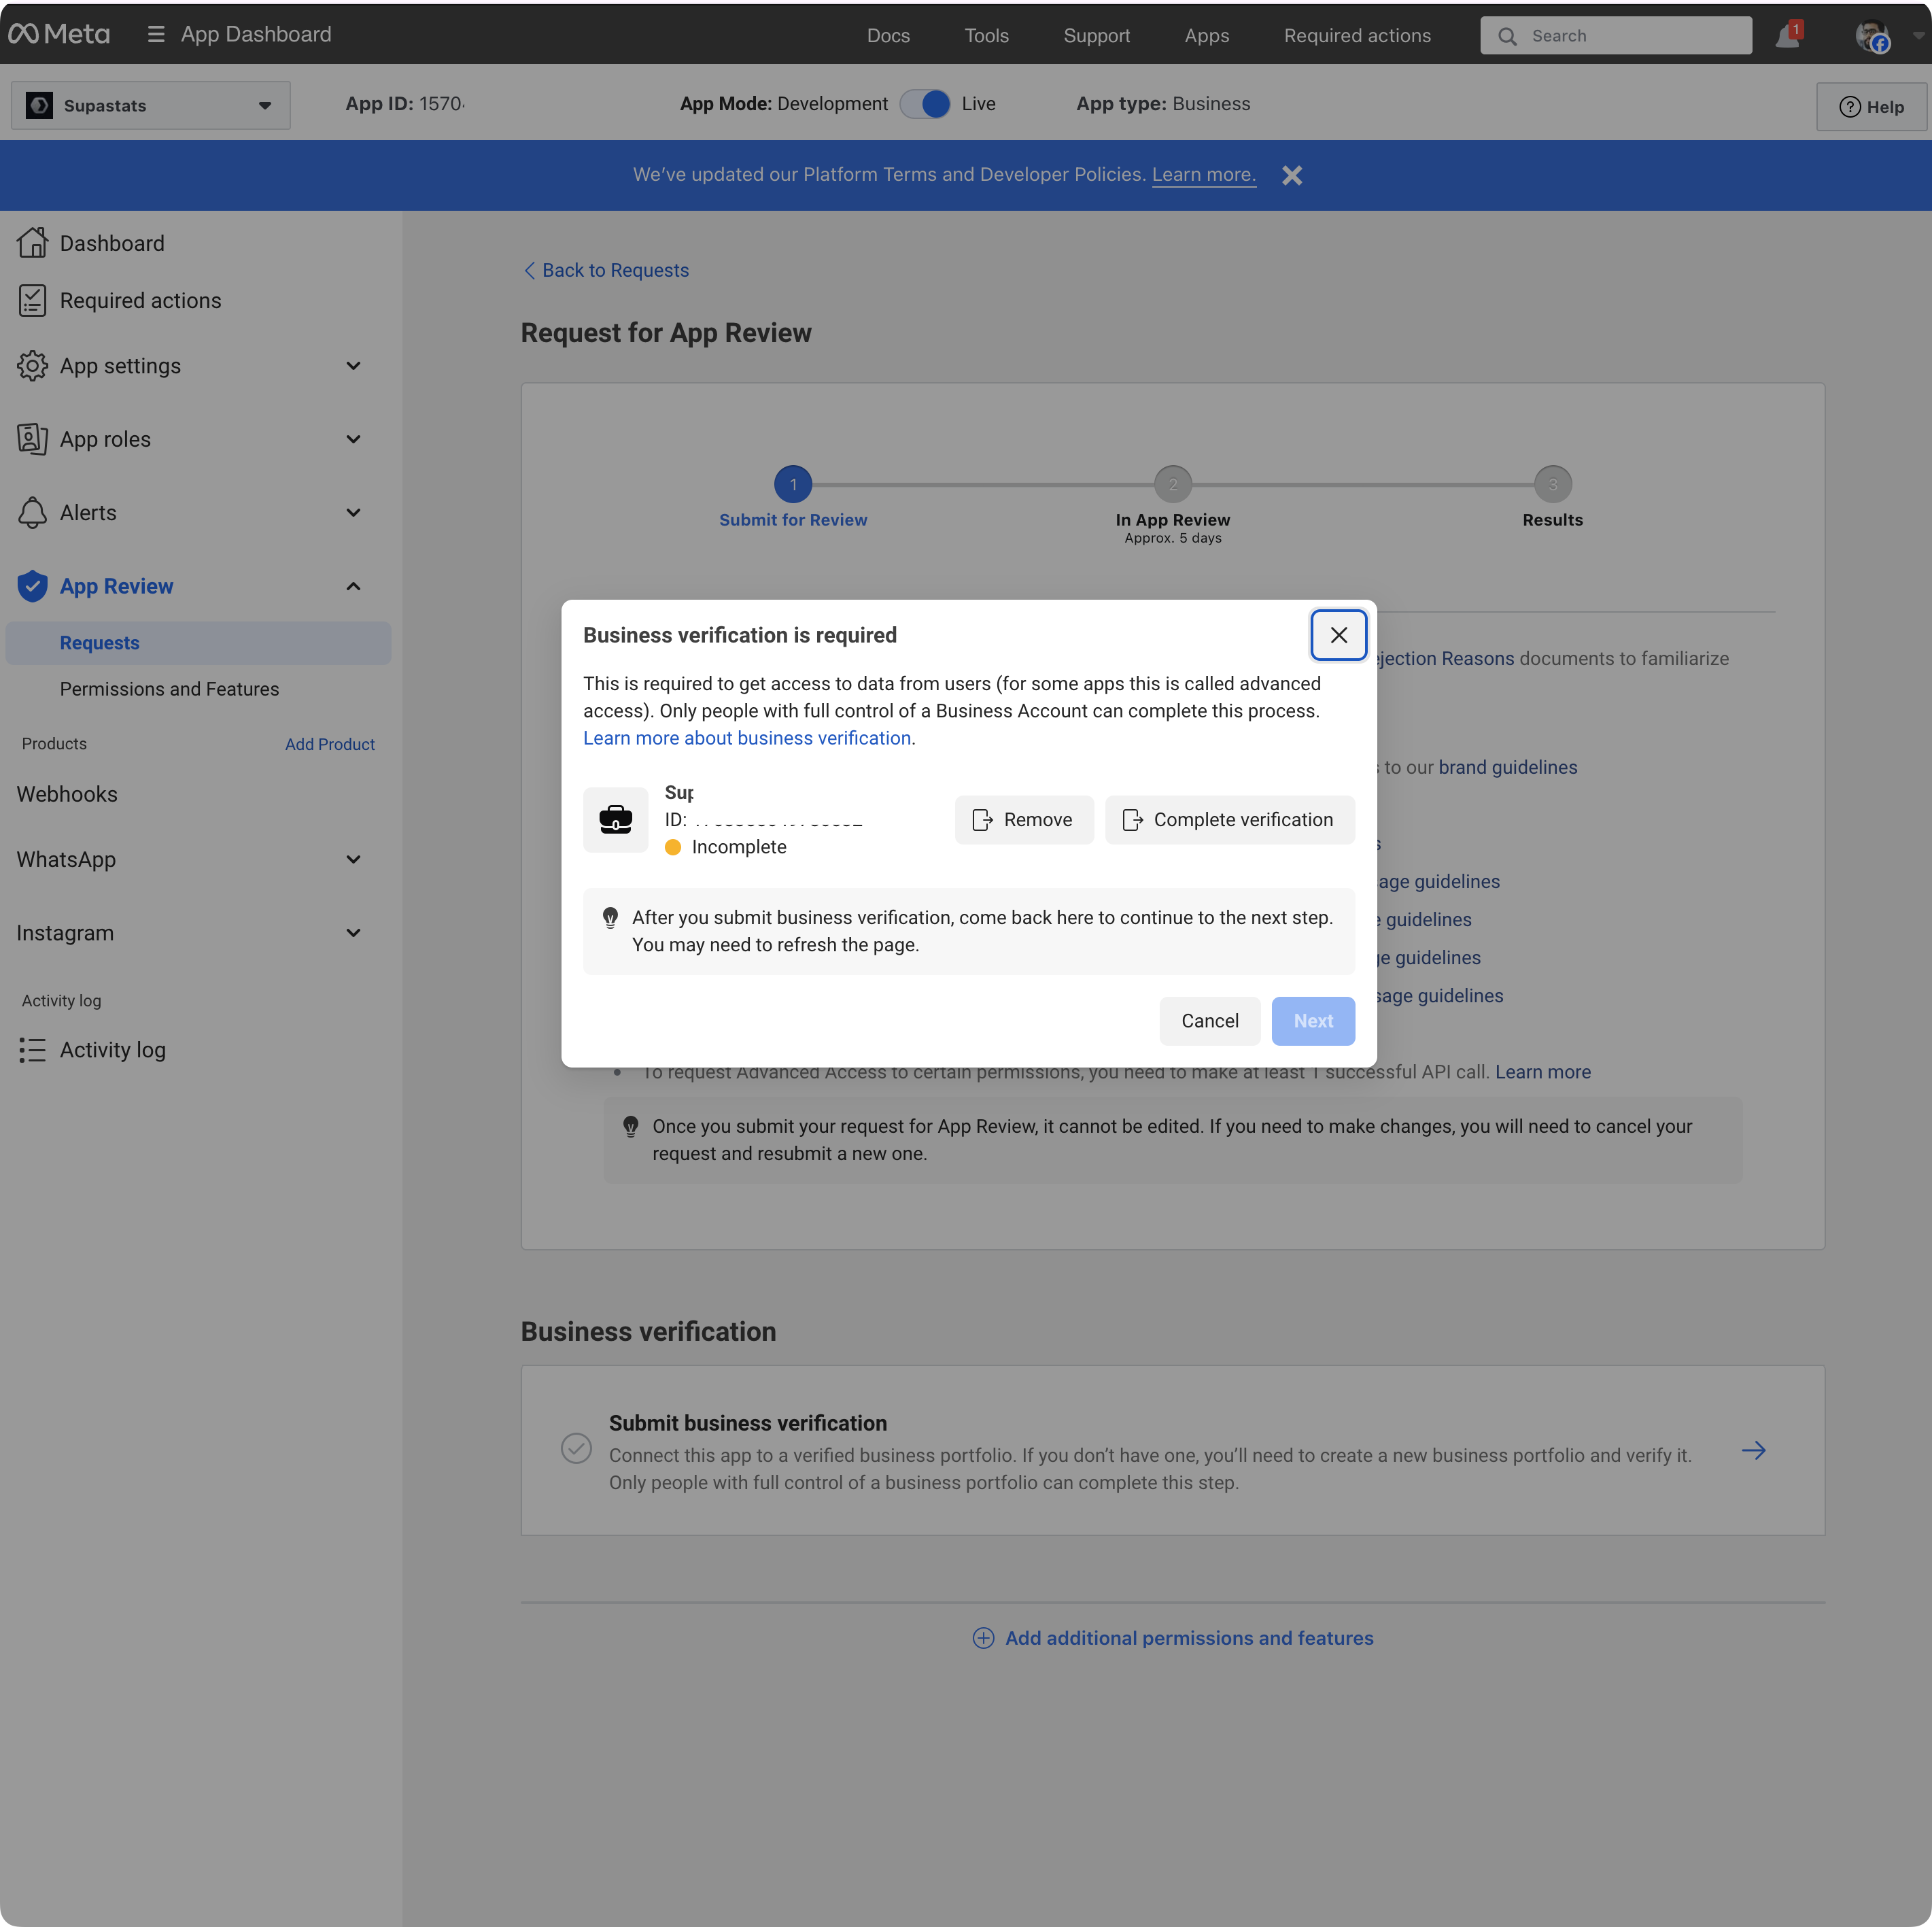 Meta
App Dashboard
Docs
Tools
Support
Apps
Required actions
Search
1
Supastats
App ID: 1570
App Mode: Development
Live
App type: Business
Help
We've updated our Platform Terms and Developer Policies. Learn more.
Dashboard
Required actions
App settings
App roles
Alerts
App Review
Requests
Permissions and Features
Products
Add Product
Webhooks
WhatsApp
Instagram
Activity log
Activity log
Back to Requests
Request for App Review
1
2
3
Submit for Review
In App Review
Results
Approx. 5 days
Rejection Reasons documents to familiarize
to our brand guidelines
guidelines
guidelines
guidelines
guidelines
Business verification is required
This is required to get access to data from users (for some apps this is called advanced
access). Only people with full control of a Business Account can complete this process.
Learn more about business verification.
Sup
ID:
Incomplete
Remove
Complete verification
After you submit business verification, come back here to continue to the next step.
You may need to refresh the page.
Cancel
Next
To request Advanced Access to certain permissions, you need to make at least 1 successful API call. Learn more
Once you submit your request for App Review, it cannot be edited. If you need to make changes, you will need to cancel your
request and resubmit a new one.
Business verification
Submit business verification
Connect this app to a verified business portfolio. If you don't have one, you'll need to create a new business portfolio and verify it.
Only people with full control of a business portfolio can complete this step.
Add additional permissions and features